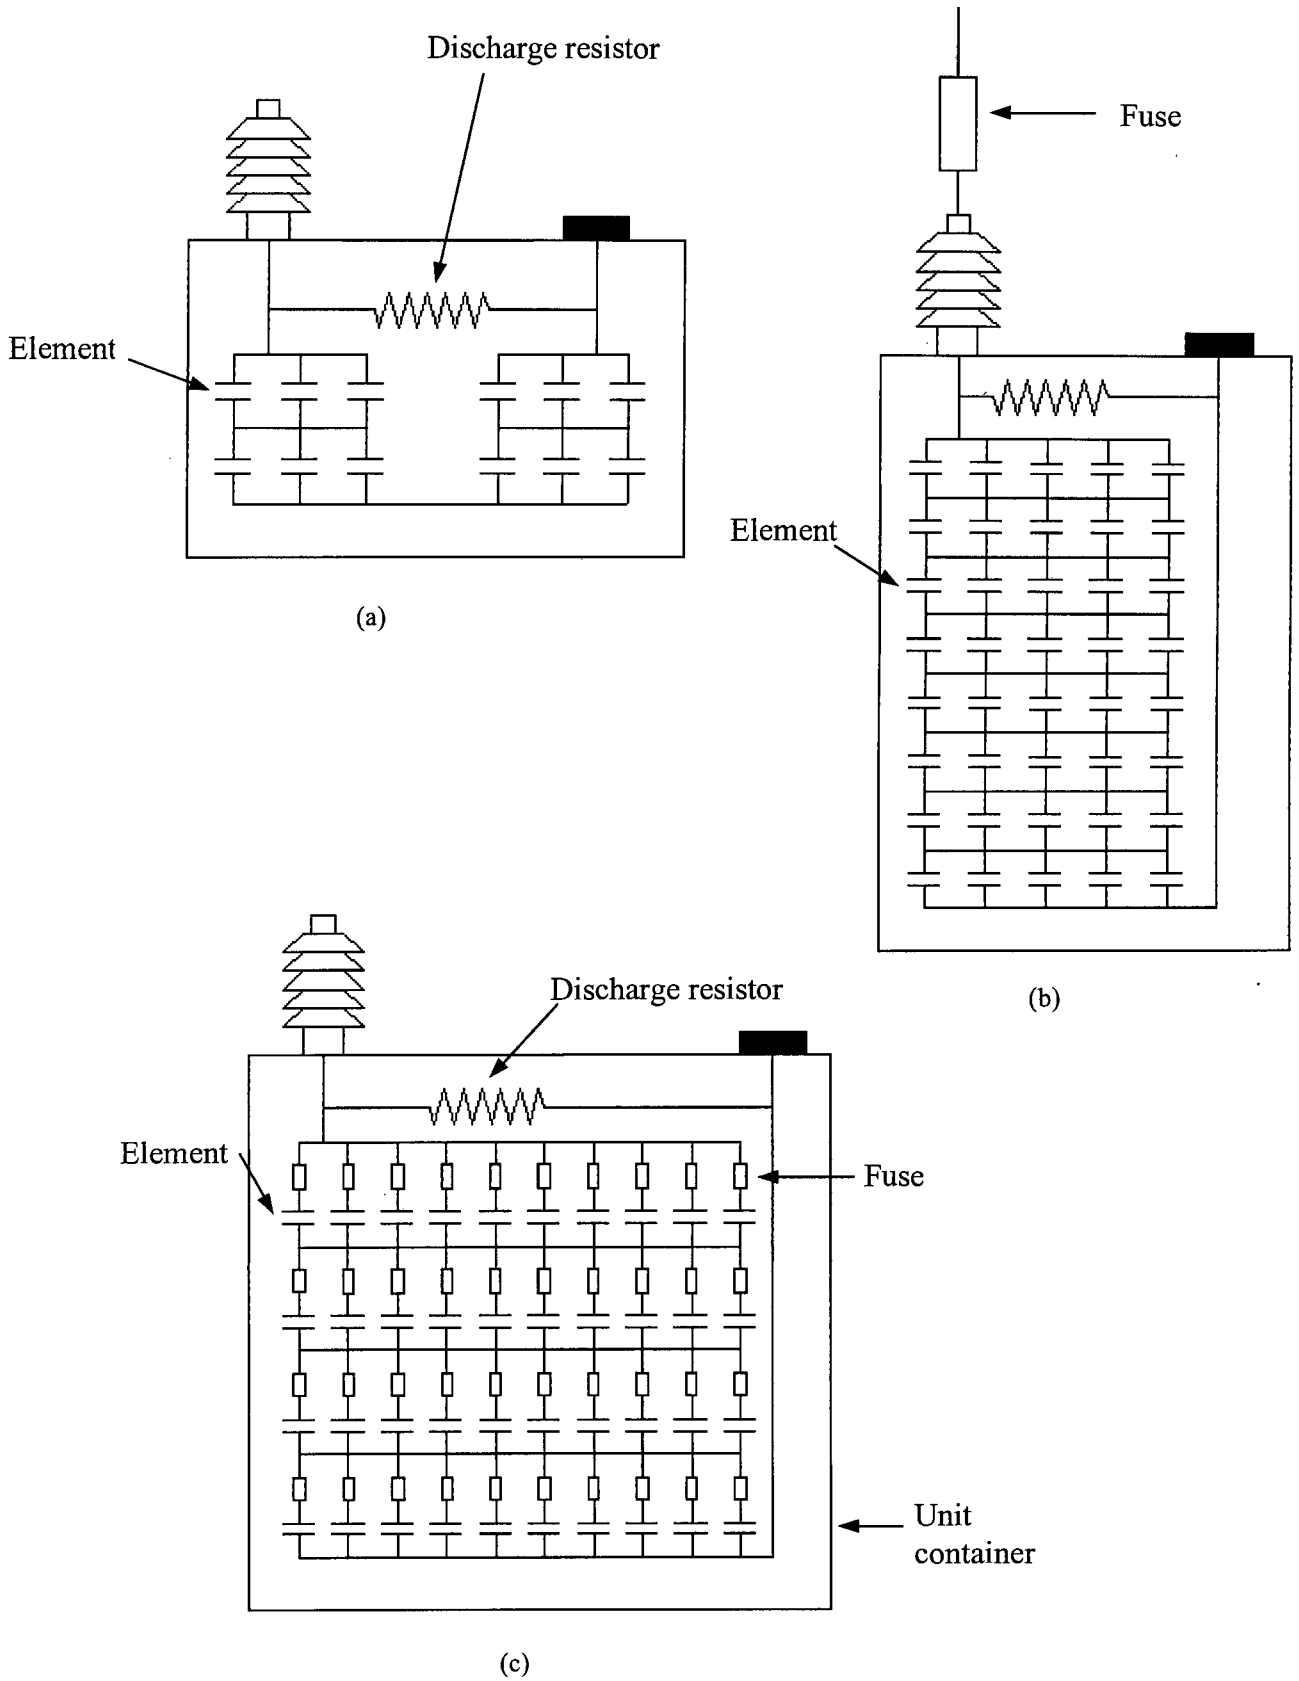 Discharge resistor
Fuse
Element
Element
(a)
(b)
Discharge resistor
Element
Fuse
Unit
container
(c)